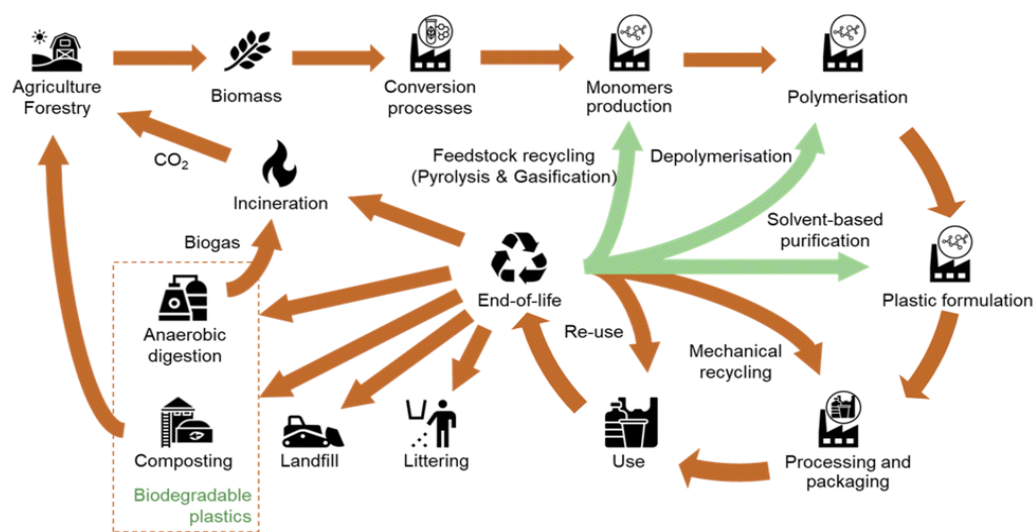 Agriculture
Forestry
Biomass
Conversion
processes
Monomers
production
Polymerisation
CO₂
Incineration
Feedstock recycling
(Pyrolysis & Gasification)
Depolymerisation
Solvent-based
purification
Biogas
End-of-life
Plastic formulation
Anaerobic
digestion
Re-use
Mechanical
recycling
Composting
Landfill
Littering
Use
Processing and
packaging
Biodegradable
plastics